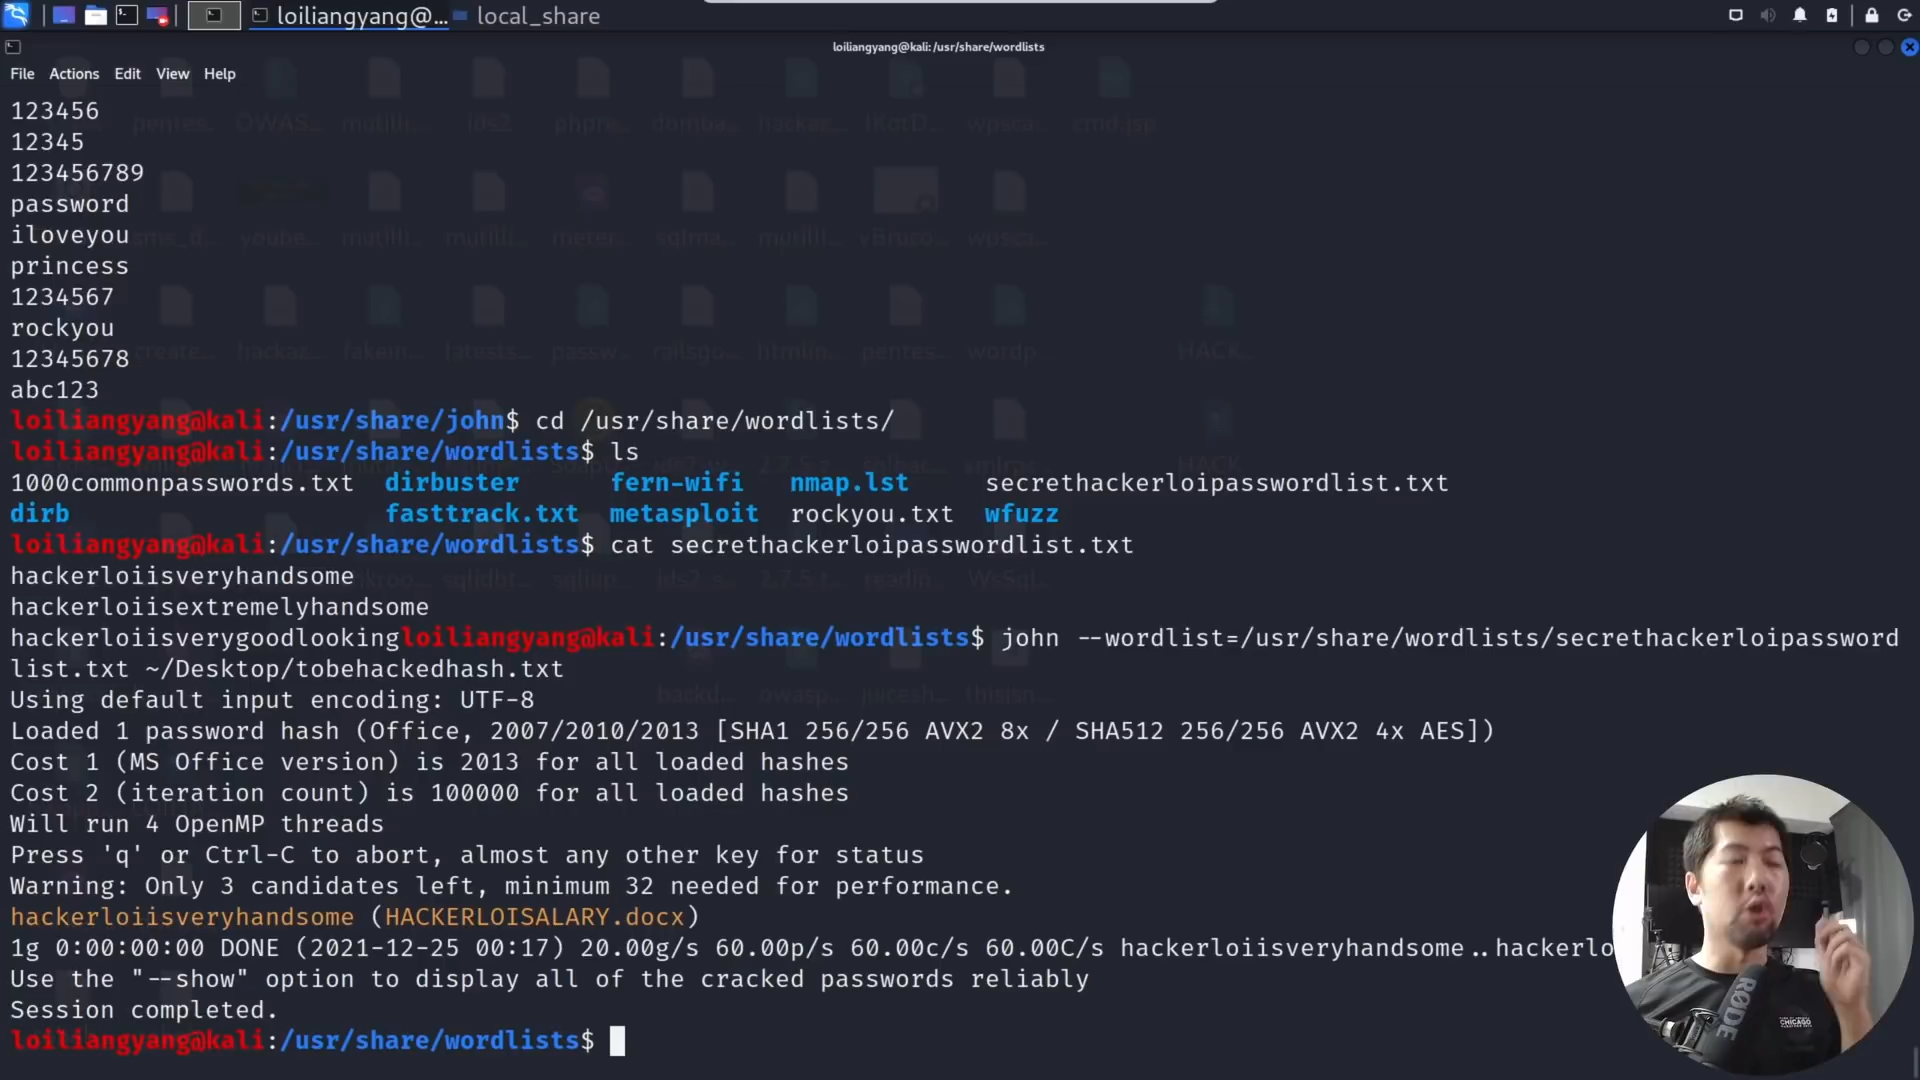 loiliangyang@... local_share
loiliangyang@kali:/usr/share/wordlists
File Actions Edit View Help
123456
12345
123456789
password
iloveyou
princess
1234567
rockyou
12345678
abc123
loiliangyang@kali:/usr/share/john$ cd /usr/share/wordlists/
loiliangyang@kali:/usr/share/wordlists$ ls
1000commonpasswords.txt dirbuster fern-wifi nmap.lst secrethackerloipasswordlist.txt
dirb fasttrack.txt metasploit rockyou.txt wfuzz
loiliangyang@kali:/usr/share/wordlists$ cat secrethackerloipasswordlist.txt
hackerloiisveryhandsome
hackerloiisextremelyhandsome
hackerloiisverygoodlookingloiliangyang@kali:/usr/share/wordlists$ john --wordlist=/usr/share/wordlists/secrethackerloipassword
list.txt ~/Desktop/tobehackedhash.txt
Using default input encoding: UTF-8
Loaded 1 password hash (Office, 2007/2010/2013 [SHA1 256/256 AVX2 8x / SHA512 256/256 AVX2 4x AES])
Cost 1 (MS Office version) is 2013 for all loaded hashes
Cost 2 (iteration count) is 100000 for all loaded hashes
Will run 4 OpenMP threads
Press 'q' or Ctrl-C to abort, almost any other key for status
Warning: Only 3 candidates left, minimum 32 needed for performance.
hackerloiisveryhandsome (HACKERLOISALARY.docx)
1g 0:00:00:00 DONE (2021-12-25 00:17) 20.00g/s 60.00p/s 60.00c/s 60.00C/s hackerloiisveryhandsome..hackerlo
Use the "--show" option to display all of the cracked passwords reliably
Session completed.
loiliangyang@kali:/usr/share/wordlists$
RØDE
CHICAGO